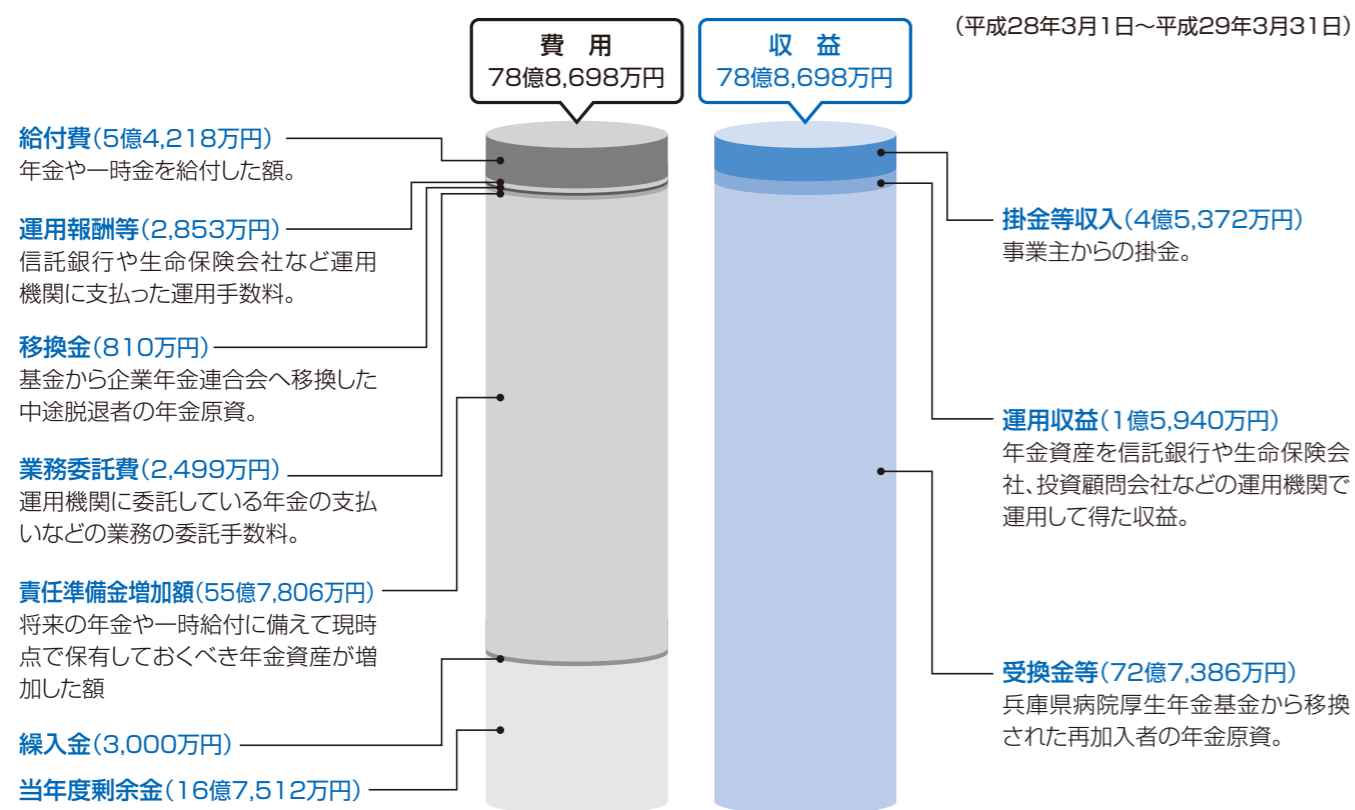 (平成28年3月1日～平成29年3月31日)
費 用
78億8,698万円
収 益
78億8,698万円
給付費(5億4,218万円)
年金や一時金を給付した額。
運用報酬等(2,853万円)
信託銀行や生命保険会社など運用
機関に支払った運用手数料。
移換金(810万円)
基金から企業年金連合会へ移換した
中途脱退者の年金原資。
業務委託費(2,499万円)
運用機関に委託している年金の支払
いなどの業務の委託手数料。
責任準備金増加額(55億7,806万円)
将来の年金や一時給付に備えて現時
点で保有しておくべき年金資産が増
加した額
繰入金(3,000万円)
当年度剰余金(16億7,512万円)
掛金等収入(4億5,372万円)
事業主からの掛金。
運用収益(1億5,940万円)
年金資産を信託銀行や生命保険会
社、投資顧問会社などの運用機関で
運用して得た収益。
受換金等(72億7,386万円)
兵庫県病院厚生年金基金から移換
された再加入者の年金原資。